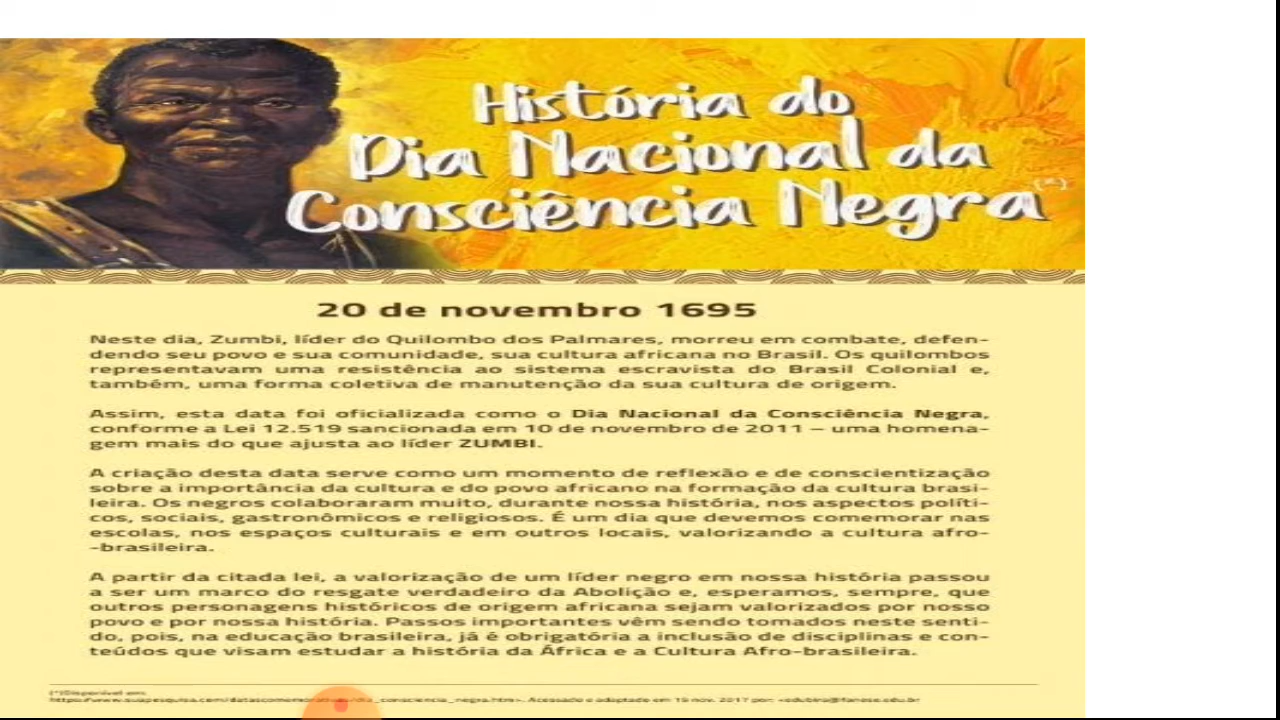 História do
Dia Nacional da
Consciência Negra(*)
20 de novembro 1695
Neste dia, Zumbi, líder do Quilombo dos Palmares, morreu em combate, defen-
dendo seu povo e sua comunidade, sua cultura africana no Brasil. Os quilombos
representavam uma resistência ao sistema escravista do Brasil Colonial e,
também, uma forma coletiva de manutenção da sua cultura de origem.
Assim, esta data foi oficializada como o Dia Nacional da Consciência Negra,
conforme a Lei 12.519 sancionada em 10 de novembro de 2011 – uma homena-
gem mais do que ajusta ao líder ZUMBI.
A criação desta data serve como um momento de reflexão e de conscientização
sobre a importância da cultura e do povo africano na formação da cultura brasi-
leira. Os negros colaboraram muito, durante nossa história, nos aspectos políti-
cos, sociais, gastronômicos e religiosos. É um dia que devemos comemorar nas
escolas, nos espaços culturais e em outros locais, valorizando a cultura afro-
-brasileira.
A partir da citada lei, a valorização de um líder negro em nossa história passou
a ser um marco do resgate verdadeiro da Abolição e, esperamos, sempre, que
outros personagens históricos de origem africana sejam valorizados por nosso
povo e por nossa história. Passos importantes vêm sendo tomados neste senti-
do, pois, na educação brasileira, já é obrigatória a inclusão de disciplinas e con-
teúdos que visam estudar a história da África e a Cultura Afro-brasileira.
(*)Disponível em:
Acessado e adaptado em 19 nov. 2017 por: